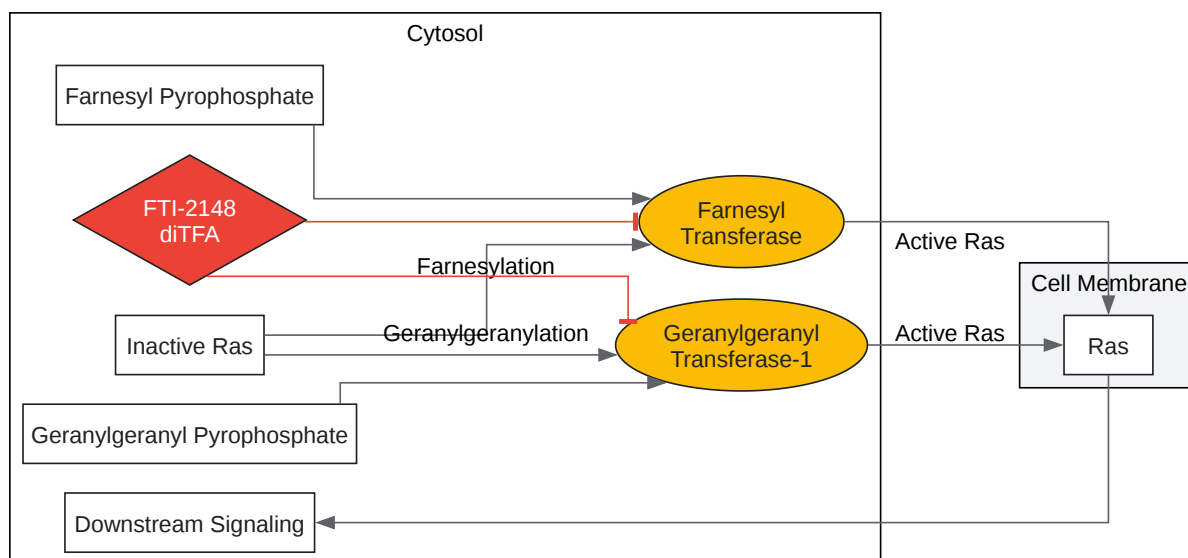 Cytosol
Farnesyl Pyrophosphate
FTI-2148
diTFA
Farnesyl
Transferase
Active Ras
Farnesylation
Cell Membrane
Inactive Ras
Geranylgeranylation
Geranylgeranyl
Transferase-1
Active Ras
Ras
Geranylgeranyl Pyrophosphate
Downstream Signaling